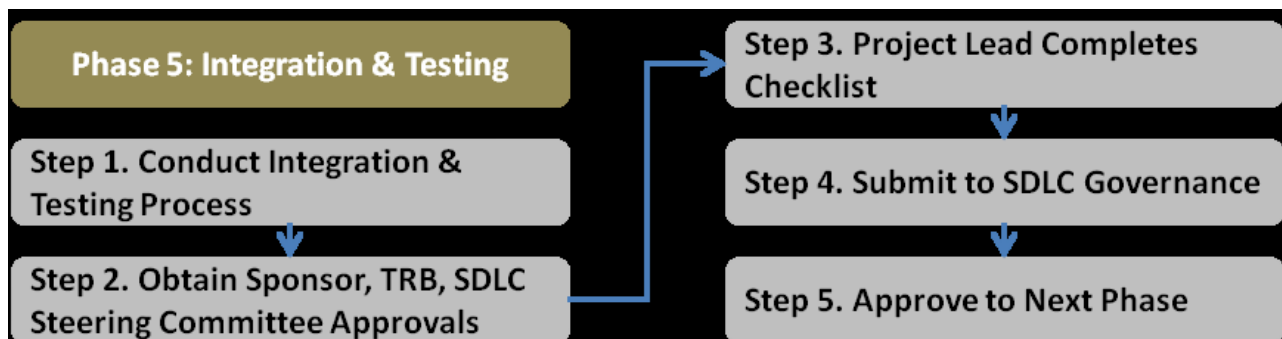 Phase 5: Integration & Testing
Step 1. Conduct Integration &
Testing Process
Step 2. Obtain Sponsor, TRB, SDLC
Steering Committee Approvals
Step 3. Project Lead Completes
Checklist
Step 4. Submit to SDLC Governance
Step 5. Approve to Next Phase